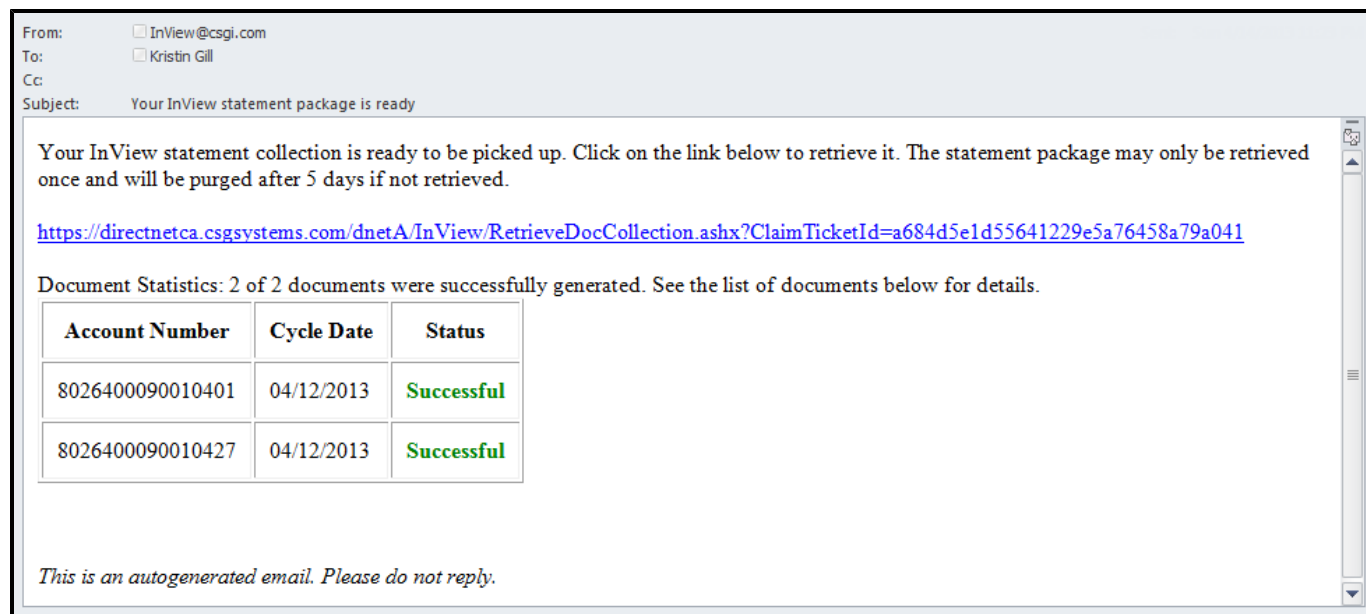 From: InView@csgi.com
To: Kristin Gill
Cc:
Subject: Your InView statement package is ready
Your InView statement collection is ready to be picked up. Click on the link below to retrieve it. The statement package may only be retrieved
once and will be purged after 5 days if not retrieved.
https://directnetca.csgsystems.com/dnetA/InView/RetrieveDocCollection.ashx?ClaimTicketId=a684d5e1d55641229e5a76458a79a041
Document Statistics: 2 of 2 documents were successfully generated. See the list of documents below for details.
Account Number Cycle Date Status
8026400090010401 04/12/2013 Successful
8026400090010427 04/12/2013 Successful
This is an autogenerated email. Please do not reply.